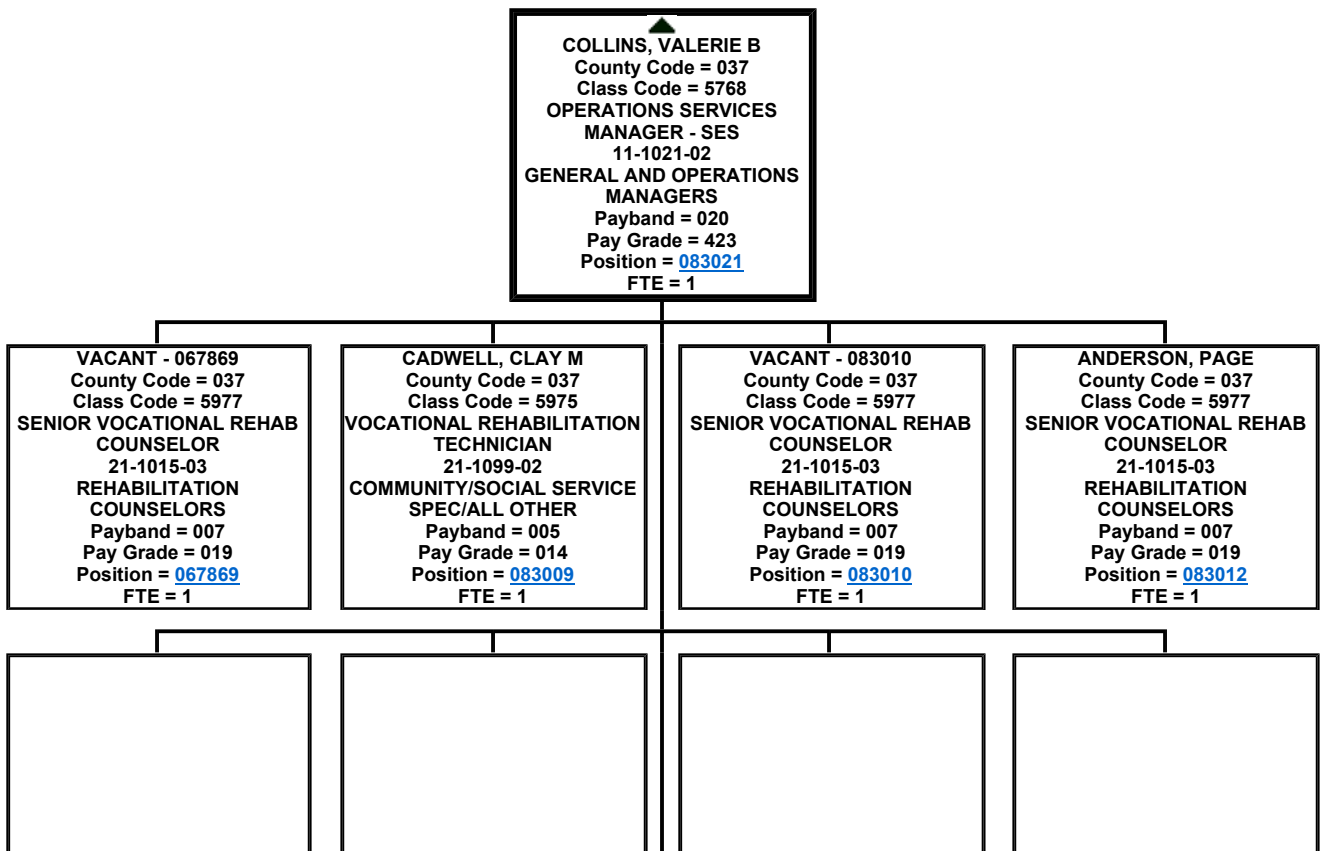 COLLINS, VALERIE B
County Code = 037
Class Code = 5768
OPERATIONS SERVICES
MANAGER - SES
11-1021-02
GENERAL AND OPERATIONS
MANAGERS
Payband = 020
Pay Grade = 423
Position = 083021
FTE = 1
VACANT - 067869
County Code = 037
Class Code = 5977
SENIOR VOCATIONAL REHAB
COUNSELOR
21-1015-03
REHABILITATION
COUNSELORS
Payband = 007
Pay Grade = 019
Position = 067869
FTE = 1
CADWELL, CLAY M
County Code = 037
Class Code = 5975
VOCATIONAL REHABILITATION
TECHNICIAN
21-1099-02
COMMUNITY/SOCIAL SERVICE
SPEC/ALL OTHER
Payband = 005
Pay Grade = 014
Position = 083009
FTE = 1
VACANT - 083010
County Code = 037
Class Code = 5977
SENIOR VOCATIONAL REHAB
COUNSELOR
21-1015-03
REHABILITATION
COUNSELORS
Payband = 007
Pay Grade = 019
Position = 083010
FTE = 1
ANDERSON, PAGE
County Code = 037
Class Code = 5977
SENIOR VOCATIONAL REHAB
COUNSELOR
21-1015-03
REHABILITATION
COUNSELORS
Payband = 007
Pay Grade = 019
Position = 083012
FTE = 1